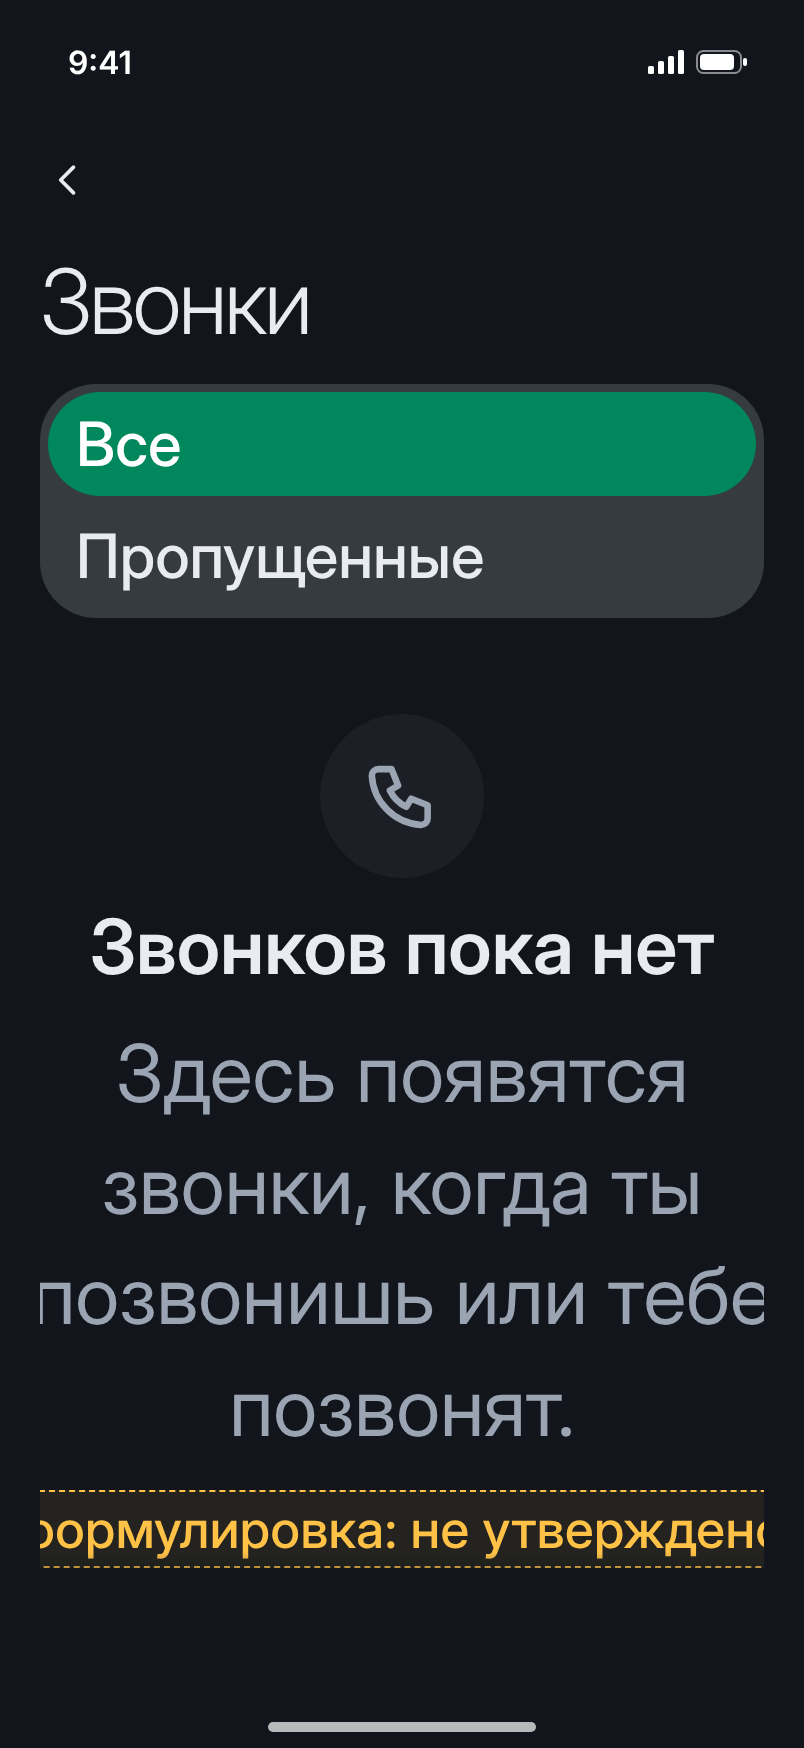 9:41
Звонки
Все
Пропущенные
Звонков пока нет
Здесь появятся
звонки, когда ты
позвонишь или тебе
позвонят.
формулировка: не утверждено